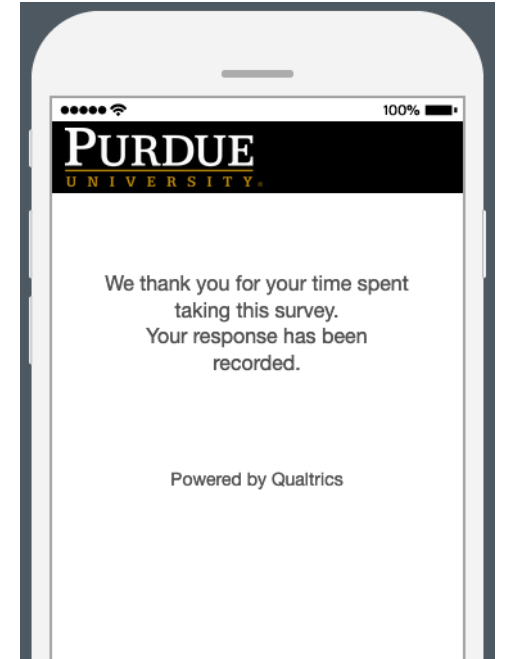 100%
PURDUE
UNIVERSITY®
We thank you for your time spent
taking this survey.
Your response has been
recorded.
Powered by Qualtrics